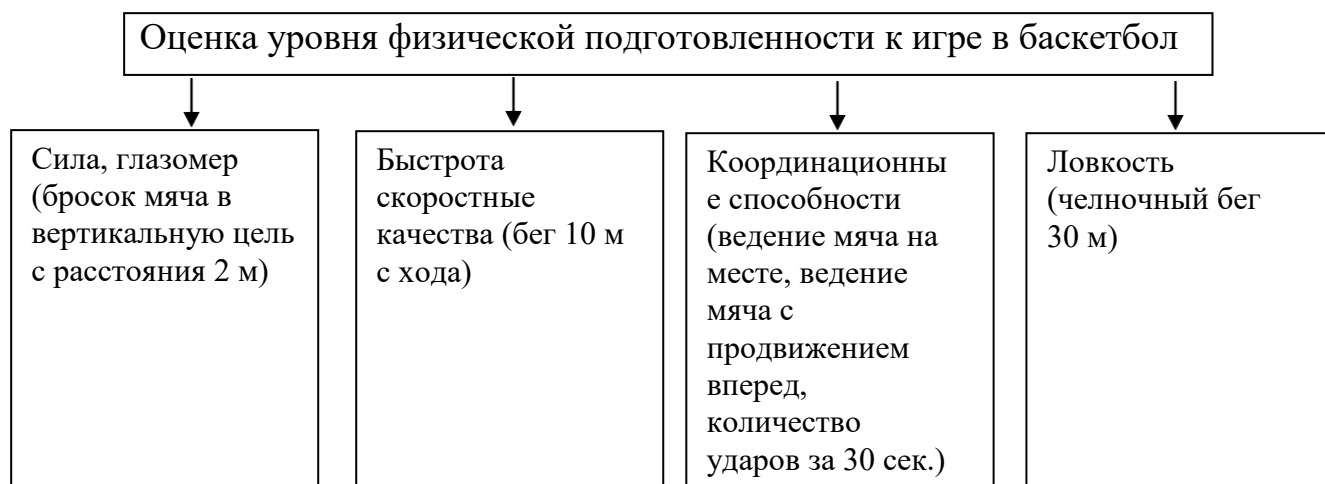 Оценка уровня физической подготовленности к игре в баскетбол
Сила, глазомер
(бросок мяча в
вертикальную цель
с расстояния 2 м)
Быстрота
скоростные
качества (бег 10 м
с хода)
Координационны
е способности
(ведение мяча на
месте, ведение
мяча с
продвижением
вперед,
количество
ударов за 30 сек.)
Ловкость
(челночный бег
30 м)